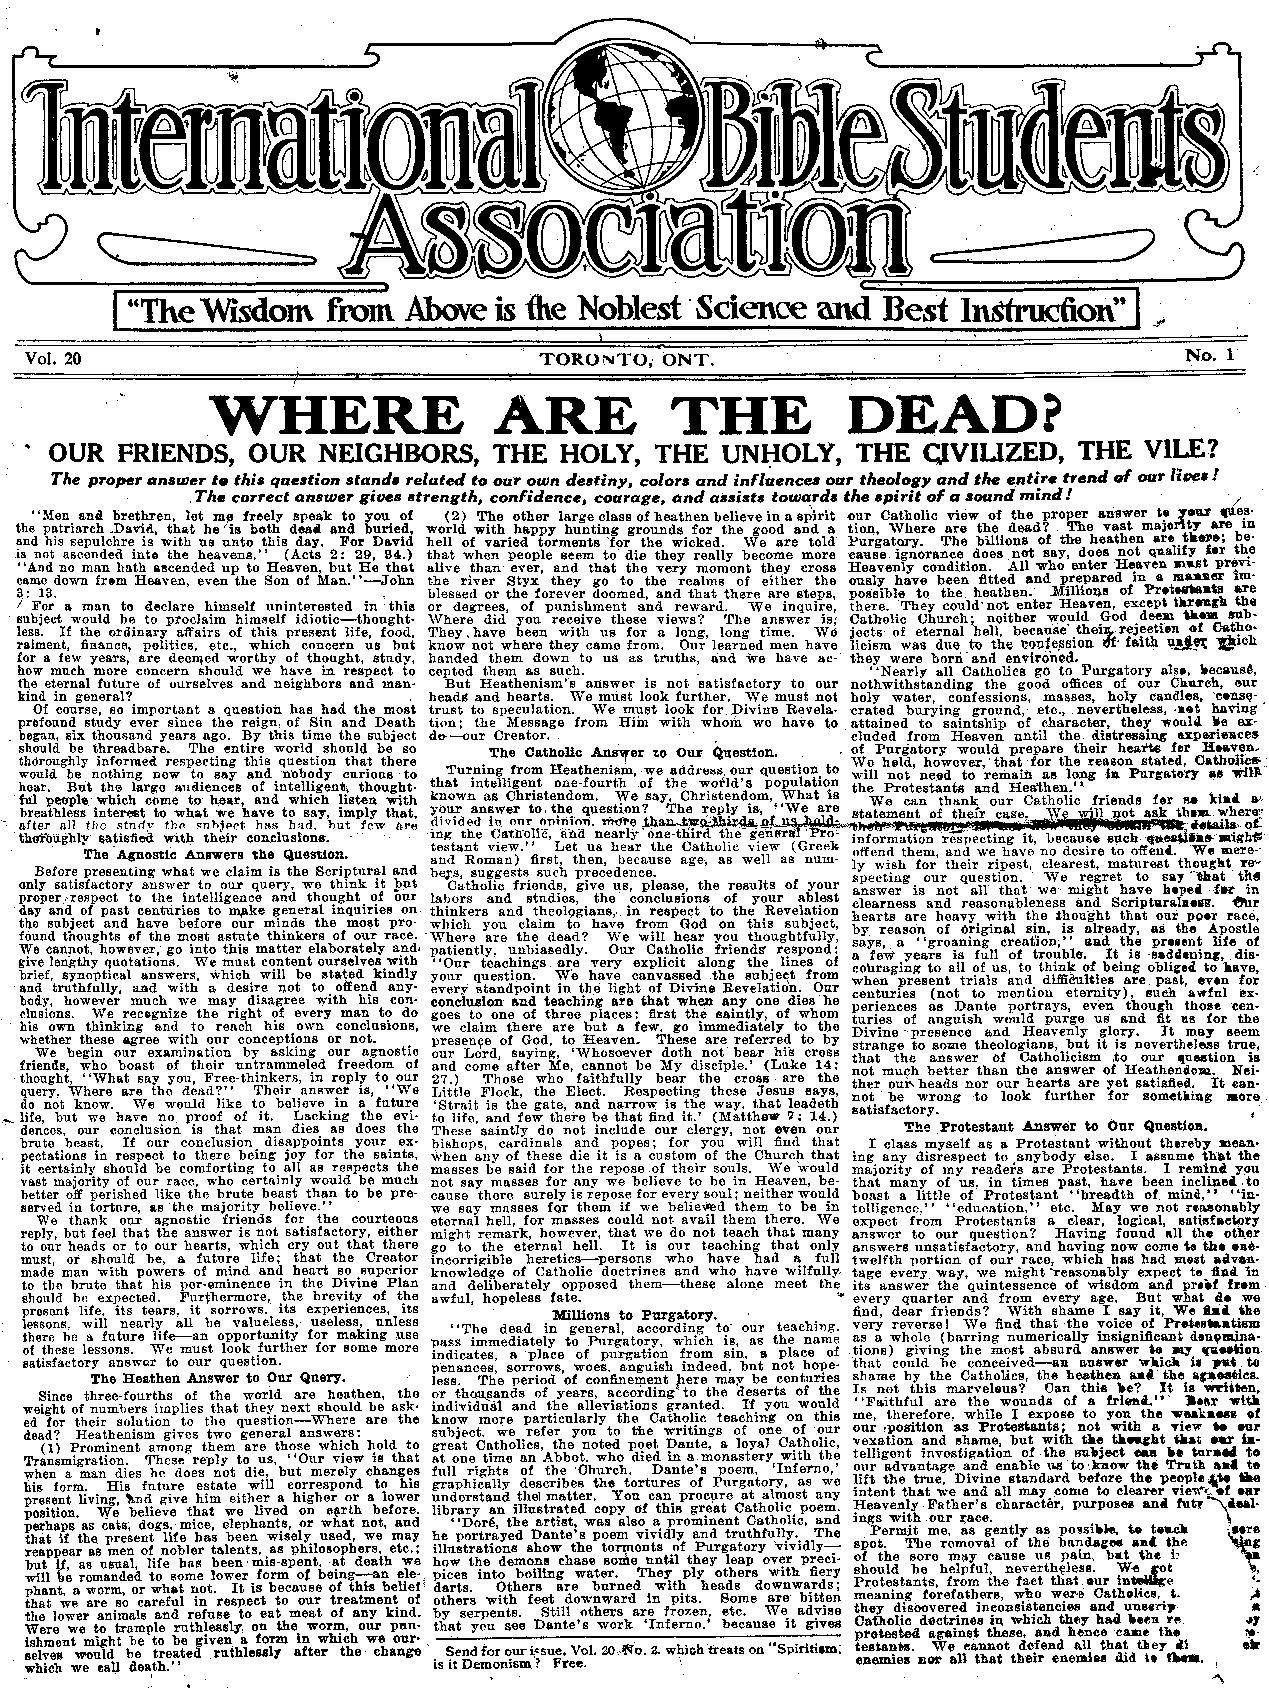 International Bible Students
Association
"The Wisdom from Above is the Noblest Science and Best Instruction"
Vol. 20
TORONTO, ONT.
No. 1
WHERE ARE THE DEAD?
OUR FRIENDS, OUR NEIGHBORS, THE HOLY, THE UNHOLY, THE CIVILIZED, THE VILE?
The proper answer to this question stands related to our own destiny, colors and influences our theology and the entire trend of our lives!
The correct answer gives strength, confidence, courage, and assists towards the spirit of a sound mind!
"Men and brethren, let me freely speak to you of
the patriarch David, that he is both dead and buried,
and his sepulchre is with us unto this day. For David
is not ascended into the heavens." (Acts 2: 29, 34.)
"And no man hath ascended up to Heaven, but He that
came down from Heaven, even the Son of Man."—John
3: 13.
For a man to declare himself uninterested in this
subject would be to proclaim himself idiotic—thought-
less. If the ordinary affairs of this present life, food,
raiment, finance, politics, etc., which concern us but
for a few years, are deemed worthy of thought, study,
how much more concern should we have in respect to
the eternal future of ourselves and neighbors and man-
kind in general?
Of course, so important a question has had the most
profound study ever since the reign of Sin and Death
began, six thousand years ago. By this time the subject
should be threadbare. The entire world should be so
thoroughly informed respecting this question that there
would be nothing now to say and nobody curious to
hear. But the large audiences of intelligent, thought-
ful people which come to hear, and which listen with
breathless interest to what we have to say, imply that,
after all the study the subject has had, but few are
thoroughly satisfied with their conclusions.
The Agnostic Answers the Question.
Before presenting what we claim is the Scriptural and
only satisfactory answer to our query, we think it but
proper respect to the intelligence and thought of our
day and of past centuries to make general inquiries on
the subject and have before our minds the most pro-
found thoughts of the most astute thinkers of our race.
We cannot, however, go into this matter elaborately and
give lengthy quotations. We must content ourselves with
brief, synoptical answers, which will be stated kindly
and truthfully, and with a desire not to offend any-
body, however much we may disagree with his con-
clusions. We recognize the right of every man to do
his own thinking and to reach his own conclusions,
whether these agree with our conceptions or not.
We begin our examination by asking our agnostic
friends, who boast of their untrammeled freedom of
thought, "What say you, Free-thinkers, in reply to our
query, Where are the dead?" Their answer is, "We
do not know. We would like to believe in a future
life, but we have no proof of it. Lacking the evi-
dences, our conclusion is that man dies as does the
brute beast. If our conclusion disappoints your ex-
pectations in respect to there being joy for the saints,
it certainly should be comforting to all as respects the
vast majority of our race, who certainly would be much
better off perished like the brute beast than to be pre-
served in torture, as the majority believe."
We thank our agnostic friends for the courteous
reply, but feel that the answer is not satisfactory, either
to our heads or to our hearts, which cry out that there
must, or should be, a future life; that the Creator
made man with powers of mind and heart so superior
to the brute that his pre-eminence in the Divine Plan
should be expected. Furthermore, the brevity of the
present life, its tears, it sorrows, its experiences, its
lessons, will nearly all be valueless, useless, unless
there be a future life—an opportunity for making use
of these lessons. We must look further for some more
satisfactory answer to our question.
The Heathen Answer to Our Query.
Since three-fourths of the world are heathen, the
weight of numbers implies that they next should be ask-
ed for their solution to the question—Where are the
dead? Heathenism gives two general answers:
(1) Prominent among them are those which hold to
Transmigration. These reply to us, "Our view is that
when a man dies he does not die, but merely changes
his form. His future estate will correspond to his
present living, and give him either a higher or a lower
position. We believe that we lived on earth before,
perhaps as cats, dogs, mice, elephants, or what not, and
that if the present life has been wisely used, we may
reappear as men of nobler talents, as philosophers, etc.;
but if, as usual, life has been mis-spent, at death we
will be remanded to some lower form of being—an ele-
phant, a worm, or what not. It is because of this belief
that we are so careful in respect to our treatment of
the lower animals and refuse to eat meat of any kind.
Were we to trample ruthlessly on the worm, our pun-
ishment might be to be given a form in which we our-
selves would be treated ruthlessly after the change
which we call death."
(2) The other large class of heathen believe in a spirit
world with happy hunting grounds for the good and a
hell of varied torments for the wicked. We are told
that when people seem to die they really become more
alive than ever, and that the very moment they cross
the river Styx they go to the realms of either the
blessed or the forever doomed, and that there are steps,
or degrees, of punishment and reward. We inquire,
Where did you receive these views? The answer is;
They have been with us for a long, long time. We
know not where they came from. Our learned men have
handed them down to us as truths, and we have ac-
cepted them as such.
But Heathenism's answer is not satisfactory to our
heads and hearts. We must look further. We must not
trust to speculation. We must look for Divine Revela-
tion; the Message from Him with whom we have to
do—our Creator.
The Catholic Answer to Our Question.
Turning from Heathenism, we address our question to
that intelligent one-fourth of the world's population
known as Christendom. We say, Christendom, What is
your answer to the question? The reply is, "We are
divided in our opinion, more than two-thirds of us hold-
ing the Catholic, and nearly one-third the general Pro-
testant view." Let us hear the Catholic view (Greek
and Roman) first, then, because age, as well as num-
bers, suggests such precedence.
Catholic friends, give us, please, the results of your
labors and studies, the conclusions of your ablest
thinkers and theologians, in respect to the Revelation
which you claim to have from God on this subject,
Where are the dead? We will hear you thoughtfully,
patiently, unbiasedly. Our Catholic friends respond:
"Our teachings are very explicit along the lines of
your question. We have canvassed the subject from
every standpoint in the light of Divine Revelation. Our
conclusion and teaching are that when any one dies he
goes to one of three places: first the saintly, of whom
we claim there are but a few, go immediately to the
presence of God, to Heaven. These are referred to by
our Lord, saying, 'Whosoever doth not bear his cross
and come after Me, cannot be My disciple.' (Luke 14:
27.) Those who faithfully bear the cross are the
Little Flock, the Elect. Respecting these Jesus says,
'Strait is the gate, and narrow is the way, that leadeth
to life, and few there be that find it.' (Matthew 7: 14.)
These saintly do not include our clergy, not even our
bishops, cardinals and popes; for you will find that
when any of these die it is a custom of the Church that
masses be said for the repose of their souls. We would
not say masses for any we believe to be in Heaven, be-
cause there surely is repose for every soul; neither would
we say masses for them if we believed them to be in
eternal hell, for masses could not avail them there. We
might remark, however, that we do not teach that many
go to the eternal hell. It is our teaching that only
incorrigible heretics—persons who have had a full
knowledge of Catholic doctrines and who have wilfully
and deliberately opposed them—these alone meet the
awful, hopeless fate.
Millions to Purgatory.
"The dead in general, according to our teaching,
pass immediately to Purgatory, which is, as the name
indicates, a place of purgation from sin, a place of
penances, sorrows, woes, anguish indeed, but not hope-
less. The period of confinement here may be centuries
or thousands of years, according to the deserts of the
individual and the alleviations granted. If you would
know more particularly the Catholic teaching on this
subject, we refer you to the writings of one of our
great Catholics, the noted poet Dante, a loyal Catholic,
at one time an Abbot, who died in a monastery with the
full rights of the Church. Dante's poem, 'Inferno,'
graphically describes the tortures of Purgatory, as we
understand the matter. You can procure at almost any
library an illustrated copy of this great Catholic poem.
"Doré, the artist, was also a prominent Catholic, and
he portrayed Dante's poem vividly and truthfully. The
illustrations show the torments of Purgatory vividly—
how the demons chase some until they leap over preci-
pices into boiling water. They ply others with fiery
darts. Others are burned with heads downwards;
others with feet downward in pits. Some are bitten
by serpents. Still others are frozen, etc. We advise
that you see Dante's work 'Inferno,' because it gives
Send for our issue, Vol. 20 No. 2. which treats on "Spiritism;
is it Demonism? Free.
our Catholic view of the proper answer to your ques-
tion, Where are the dead? The vast majority are in
Purgatory. The billions of the heathen are there; be-
cause ignorance does not say, does not qualify for the
Heavenly condition. All who enter Heaven must previ-
ously have been fitted and prepared in a manner im-
possible to the heathen. Millions of Protestants are
there. They could not enter Heaven, except through the
Catholic Church; neither would God deem them sub-
jects of eternal hell, because their rejection of Catho-
licism was due to the confession of faith under which
they were born and environed.
"Nearly all Catholics go to Purgatory also, because,
nothwithstanding the good offices of our Church, our
holy water, confessions, masses, holy candles, conse-
crated burying ground, etc., nevertheless, not having
attained to saintship of character, they would be ex-
cluded from Heaven until the distressing experiences
of Purgatory would prepare their hearts for Heaven.
We hold, however, that for the reason stated, Catholics
will not need to remain as long in Purgatory as will
the Protestants and Heathen."
We can thank our Catholic friends for so kind a
statement of their case. We will not ask them where
their Purgatory the details of
information respecting it, because such questions might
offend them, and we have no desire to offend. We mere-
ly wish for their ripest, clearest, maturest thought re-
specting our question. We regret to say that the
answer is not all that we might have hoped for in
clearness and reasonableness and Scripturalness. Our
hearts are heavy with the thought that our poor race,
by reason of original sin, is already, as the Apostle
says, a "groaning creation," and the present life of
a few years is full of trouble. It is saddening, dis-
cohraging to all of us, to think of being obliged to have,
when present trials and difficulties are past, even for
centuries (not to mention eternity), such awful ex-
periences as Dante portrays, even though those cen-
turies of anguish would purge us and fit us for the
Divine presence and Heavenly glory. It may seem
strange to some theologians, but it is nevertheless true,
that the answer of Catholicism to our question is
not much better than the answer of Heathendom. Nei-
ther our heads nor our hearts are yet satisfied. It can-
not be wrong to look further for something more
satisfactory.
The Protestant Answer to Our Question.
I class myself as a Protestant without thereby mean-
ing any disrespect to anybody else. I assume that the
majority of my readers are Protestants. I remind you
that many of us, in times past, have been inclined to
boast a little of Protestant "breadth of mind," "in-
telligence," "education," etc. May we not reasonably
expect from Protestants a clear, logical, satisfactory
answer to our question? Having found all the other
answers unsatisfactory, and having now come to the one-
twelfth portion of our race, which has had most advan-
tage every way, we might reasonably expect to find in
its answer the quintessence of wisdom and proof from
every quarter and from every age. But what do we
find, dear friends? With shame I say it, We find the
very reverse! We find that the voice of Protestantism
as a whole (barring numerically insignificant denomina-
tions) giving the most absurd answer to my question
that could be conceived—an answer which is put to
shame by the Catholics, the heathen and the agnostics.
Is not this marvelous? Can this be? It is written,
"Faithful are the wounds of a friend." Bear with
me, therefore, while I expose to you the weakness of
our position as Protestants; not with a view to our
vexation and shame, but with the thought that our in-
telligent investigation of the subject can be turned to
our advantage and enable us to know the Truth and to
lift the true, Divine standard before the people to the
intent that we and all may come to clearer view of our
Heavenly Father's character, purposes and deal-
ings with our race.
Permit me, as gently as possible, to touch sore
spot. The removal of the bandages and the
of the sore may cause us pain, but the
should be helpful, nevertheless. We got
Protestants, from the fact that our
meaning forefathers, who were Catholics,
they discovered inconsistencies and
Catholic doctrines in which they had been
protested against these, and hence came the
testants. We cannot defend all that they
enemies nor all that their enemies did to them.